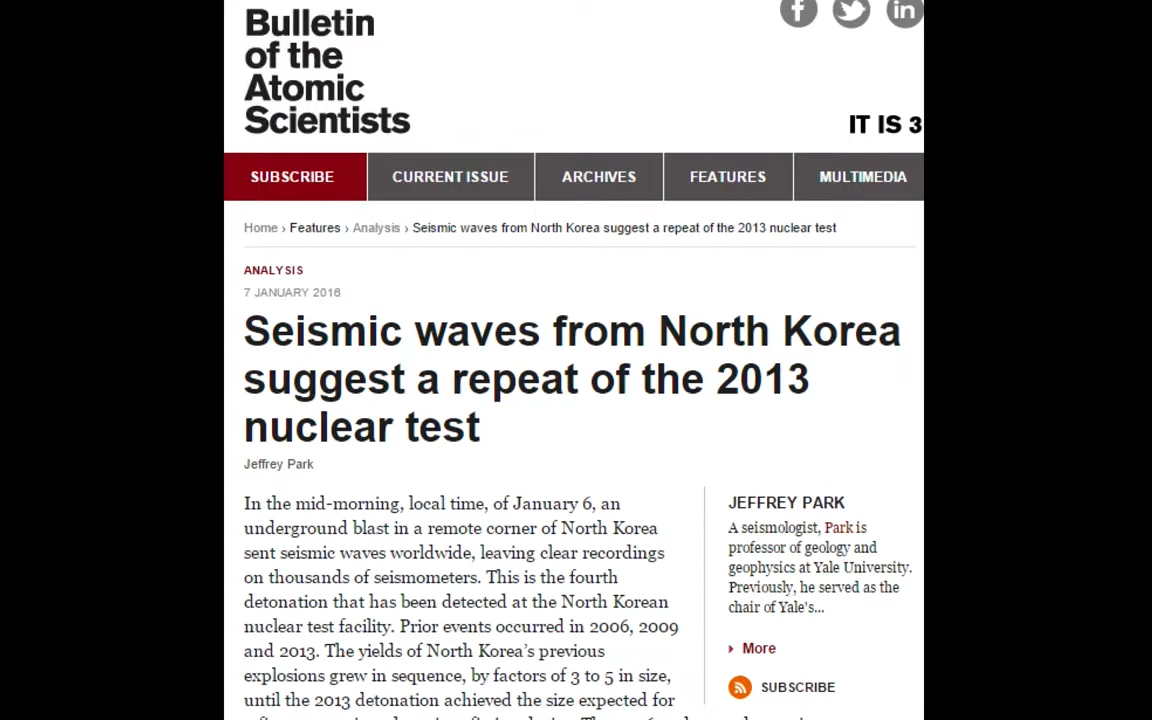 Bulletin
of the
Atomic
Scientists
IT IS 3
SUBSCRIBE
CURRENT ISSUE
ARCHIVES
FEATURES
MULTIMEDIA
Home › Features › Analysis › Seismic waves from North Korea suggest a repeat of the 2013 nuclear test
ANALYSIS
7 JANUARY 2016
Seismic waves from North Korea
suggest a repeat of the 2013
nuclear test
Jeffrey Park
In the mid-morning, local time, of January 6, an
underground blast in a remote corner of North Korea
sent seismic waves worldwide, leaving clear recordings
on thousands of seismometers. This is the fourth
detonation that has been detected at the North Korean
nuclear test facility. Prior events occurred in 2006, 2009
and 2013. The yields of North Korea’s previous
explosions grew in sequence, by factors of 3 to 5 in size,
until the 2013 detonation achieved the size expected for
JEFFREY PARK
A seismologist, Park is
professor of geology and
geophysics at Yale University.
Previously, he served as the
chair of Yale's...
More
SUBSCRIBE